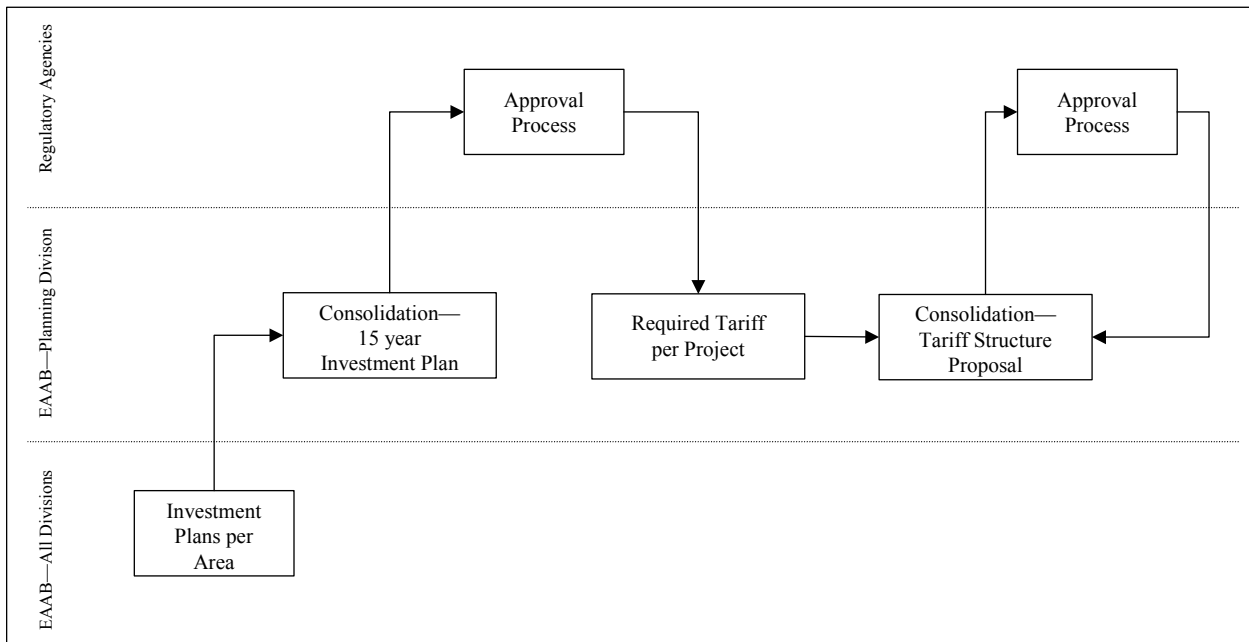 Regulatory Agencies
Approval
Process
Approval
Process
EAAB—Planning Divison
Consolidation—
15 year
Investment Plan
Required Tariff
per Project
Consolidation—
Tariff Structure
Proposal
EAAB—All Divisions
Investment
Plans per
Area